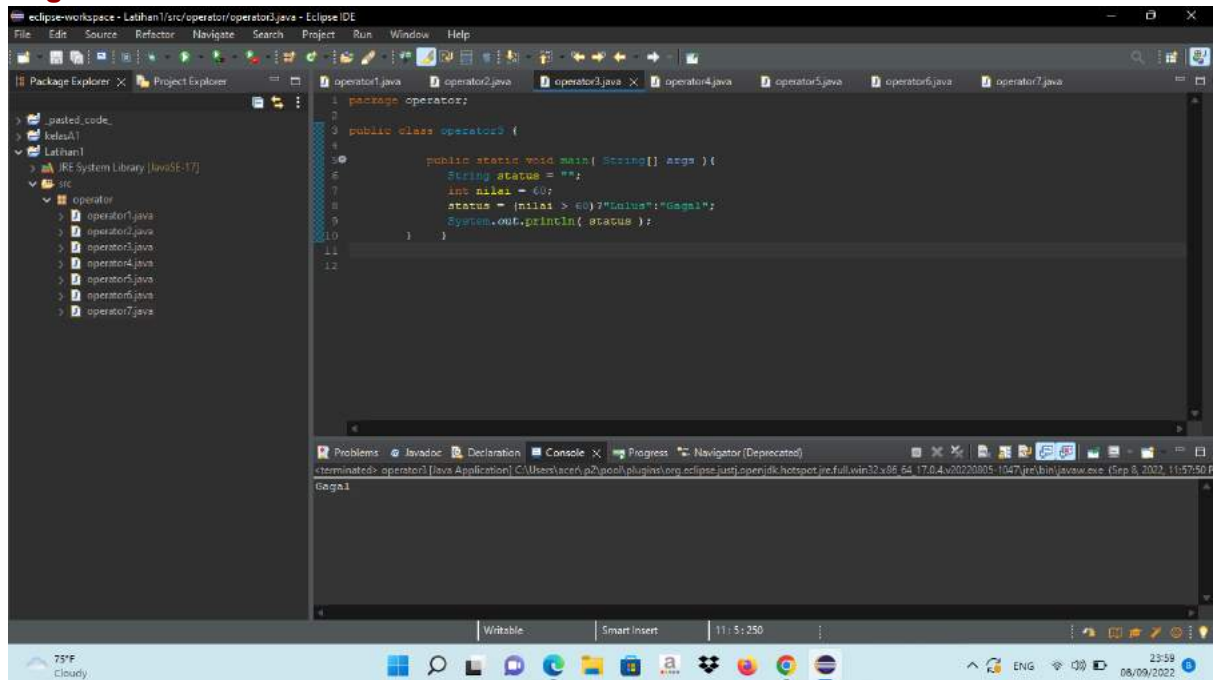 eclipse-workspace - Latihan1/src/operator/operator3.java - Eclipse IDE
File Edit Source Refactor Navigate Search Project Run Window Help
Package Explorer Project Explorer
operator1.java operator2.java operator3.java operator4.java operator5.java operator6.java operator7.java
_pasted_code_
kelasA1
Latihan1
JRE System Library [JavaSE-17]
src
operator
operator1.java
operator2.java
operator3.java
operator4.java
operator5.java
operator6.java
operator7.java
1 package operator;
2
3 public class operator3 {
4
5 public static void main( String[] args ){
6 String status = "";
7 int nilai = 60;
8 status = (nilai > 60)?"Lulus":"Gagal";
9 System.out.println( status );
10 } }
11
12
Problems Javadoc Declaration Console Progress Navigator (Deprecated)
<terminated> operator3 [Java Application] C:\Users\acer\.p2\pool\plugins\org.eclipse.justj.openjdk.hotspot.jre.full.win32.x86_64_17.0.4.v20220805-1047\jre\bin\javaw.exe (Sep 8, 2022, 11:57:50 P
Gagal
Writable Smart Insert 11 : 5 : 250
75°F
Cloudy
ENG
23:59
08/09/2022